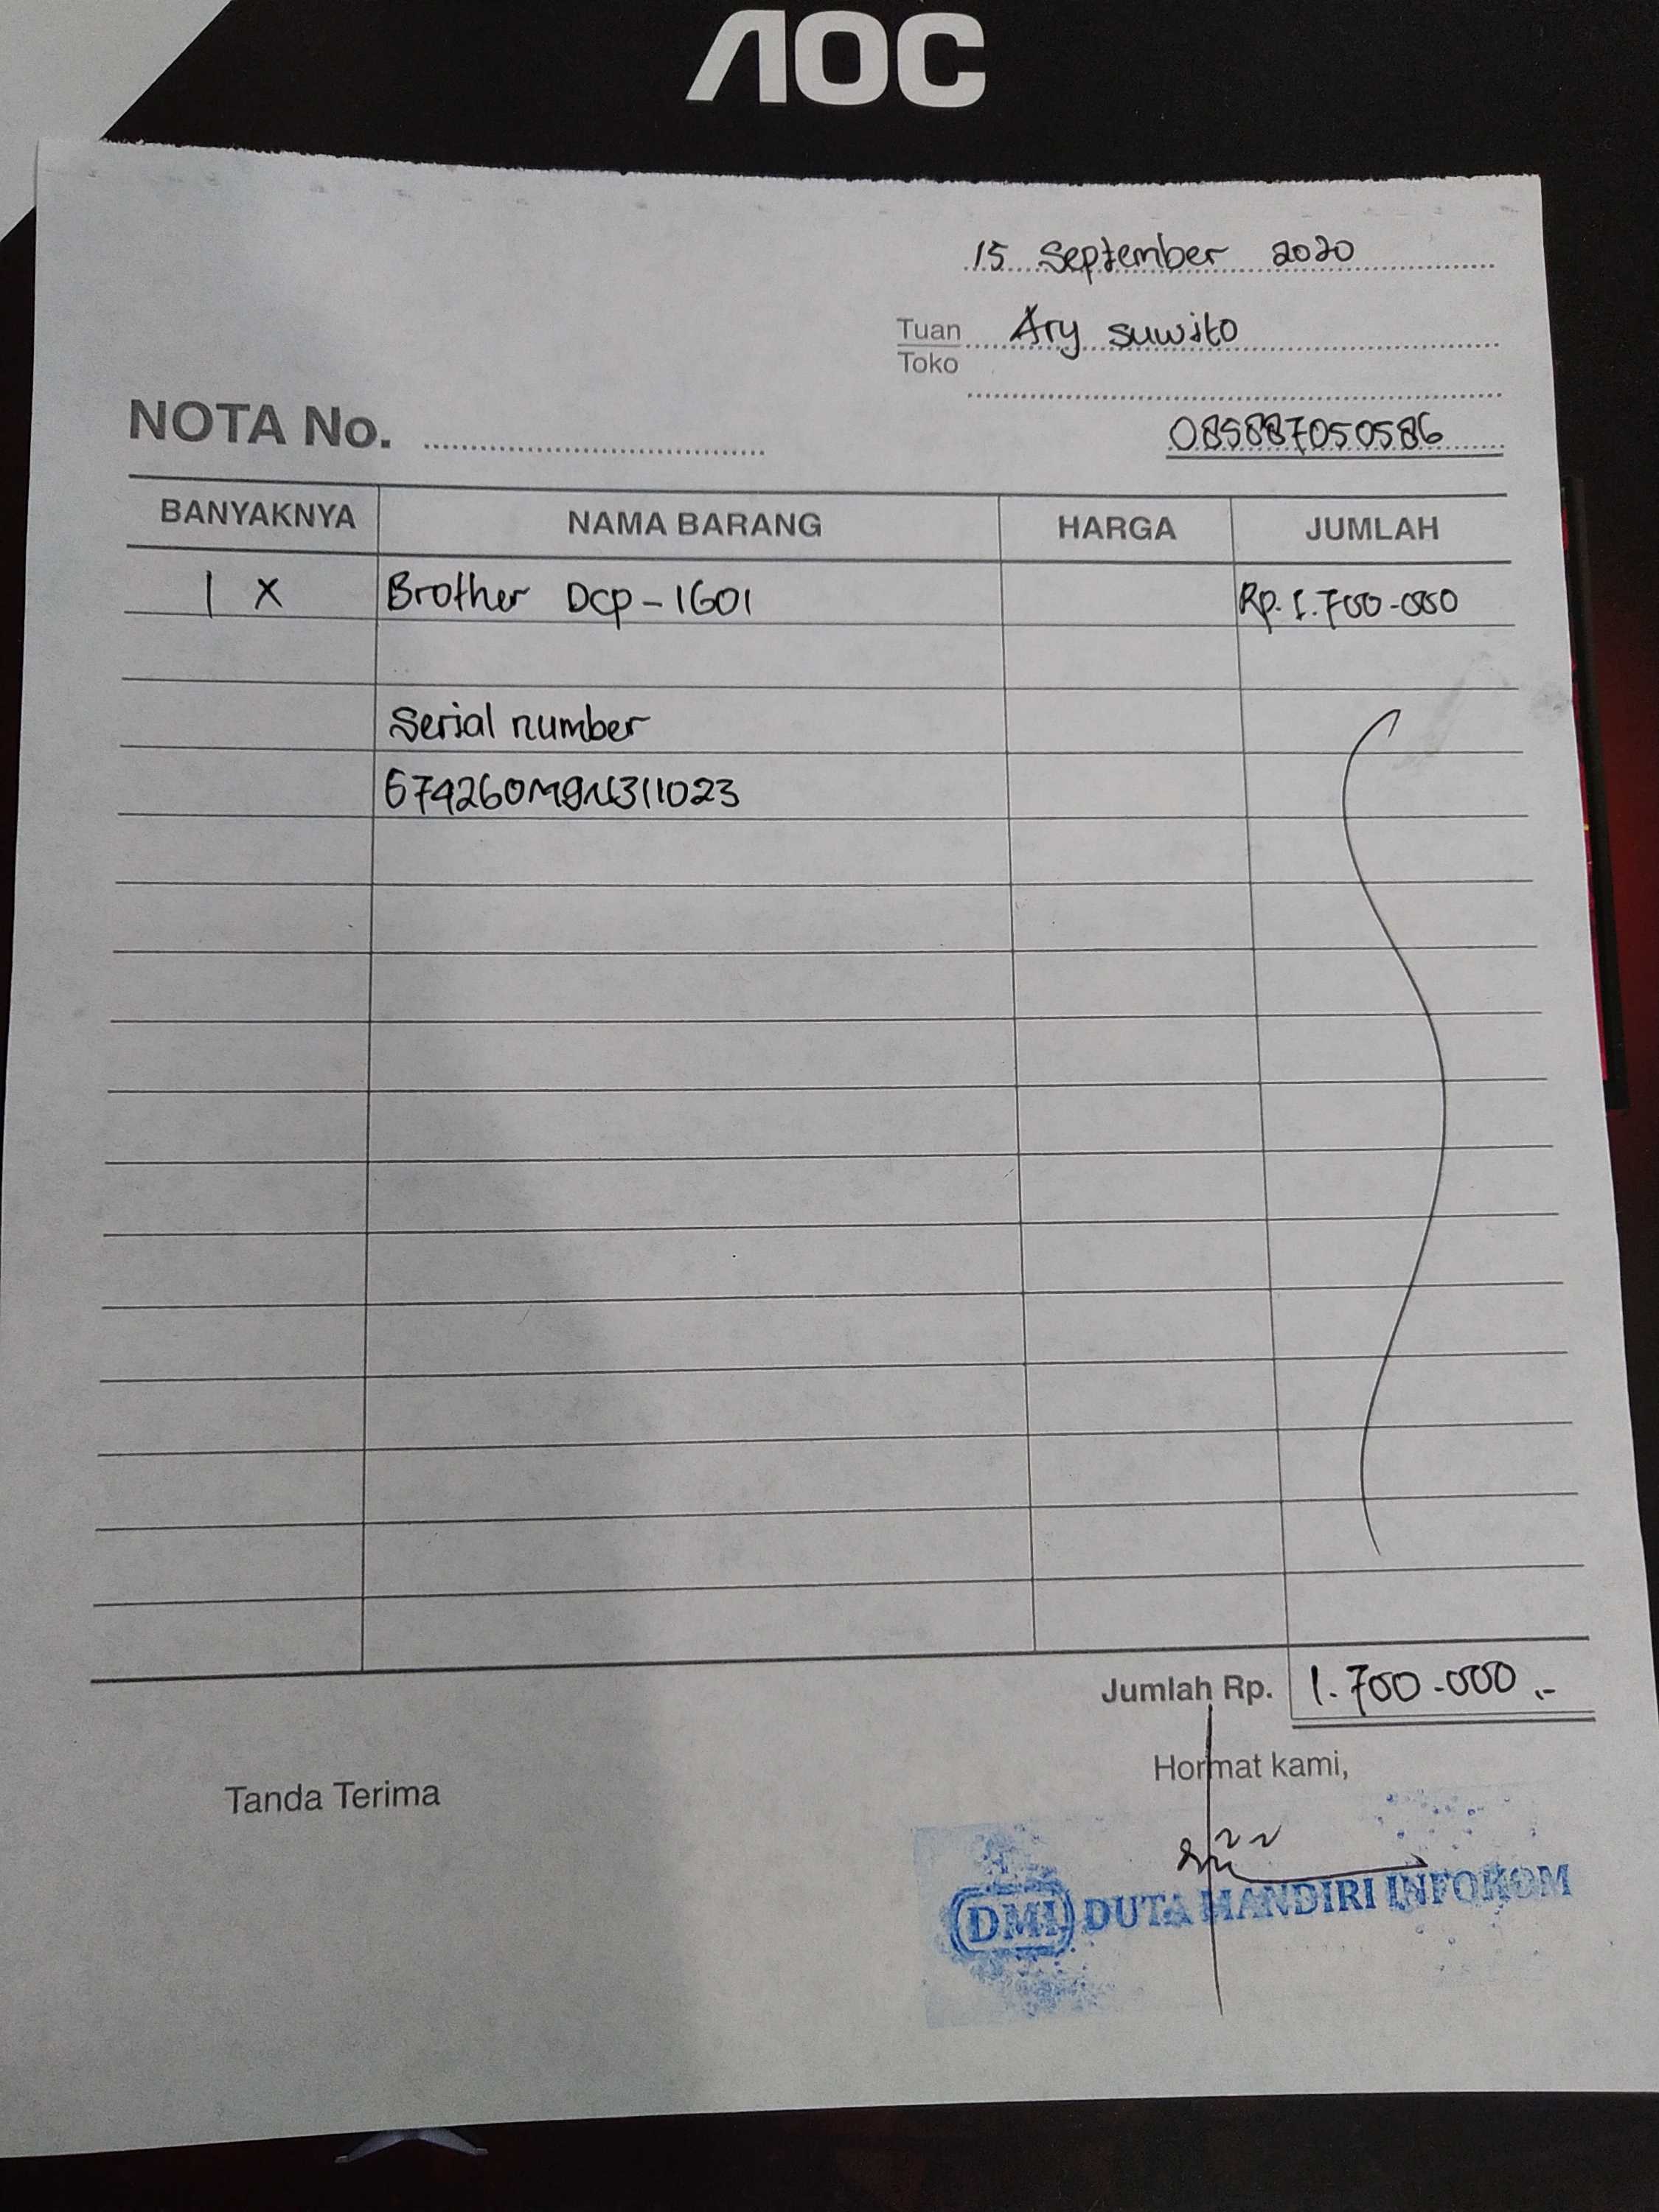 AOC
15 September 2020
Tuan Ary suwito
Toko
NOTA No.
085887050586
BANYAKNYA NAMA BARANG HARGA JUMLAH
1 x Brother DCP-1601 Rp. 1.700-000
Serial number
Jumlah Rp. 1.700-000.-
Hormat kami,
Tanda Terima
DMI DUTA MANDIRI INFOKOM